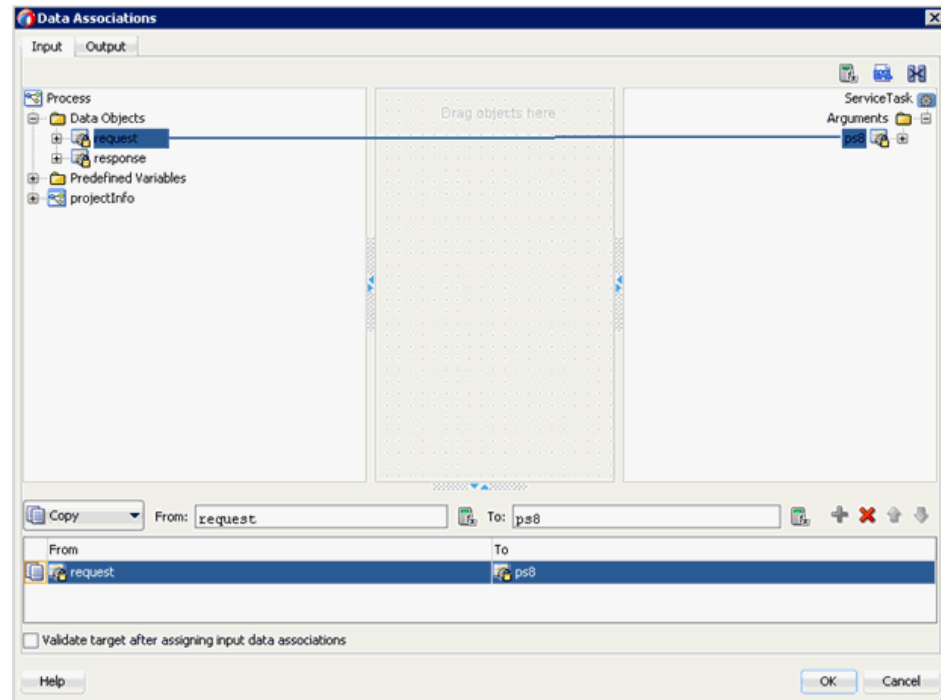 Data Associations
Input Output
Process
Data Objects
request
response
Predefined Variables
projectInfo
Drag objects here
ServiceTask
Arguments
ps8
Copy From: request To: ps8
From To
request ps8
Validate target after assigning input data associations
Help OK Cancel